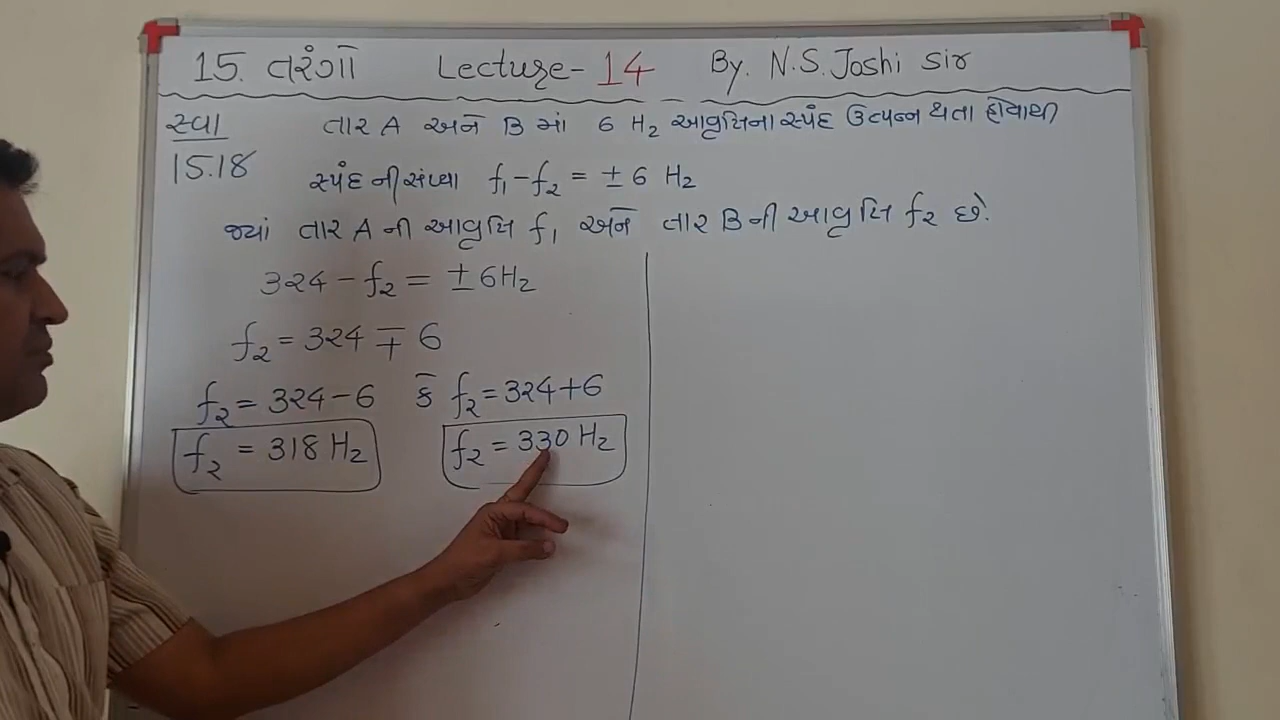 15. તરંગો Lecture-14 By. N.S.Joshi Sir
સ્વા 15.18
તાર A અને B માં 6 Hz આવૃત્તિના સ્પંદ ઉત્પન્ન થતા હોવાથી
સ્પંદ ની સંખ્યા f₁-f₂ = ± 6 Hz
જ્યાં તાર A ની આવૃત્તિ f₁ અને તાર B ની આવૃત્તિ f₂ છે.
324 - f₂ = ± 6Hz
f₂ = 324 ∓ 6
f₂ = 324-6 કે f₂ = 324+6
f₂ = 318 Hz f₂ = 330 Hz